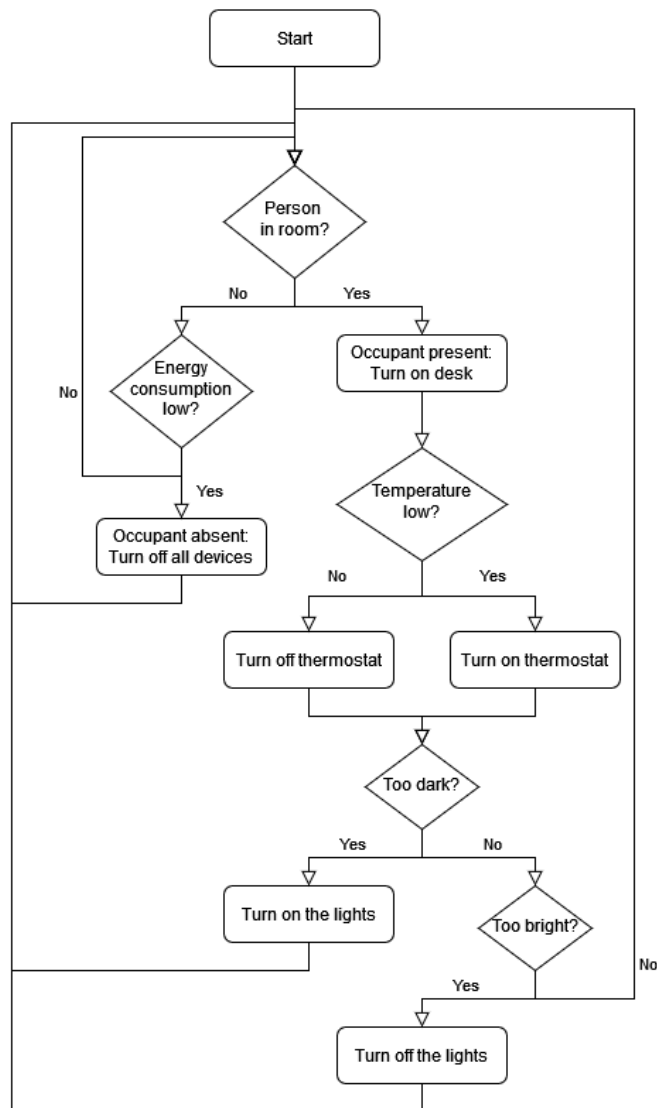 Start
Person
in room?
No
Yes
Energy
consumption
low?
No
Yes
Occupant present:
Turn on desk
Occupant absent:
Turn off all devices
Temperature
low?
No
Yes
Turn off thermostat
Turn on thermostat
Too dark?
Yes
No
Turn on the lights
Too bright?
Yes
No
Turn off the lights